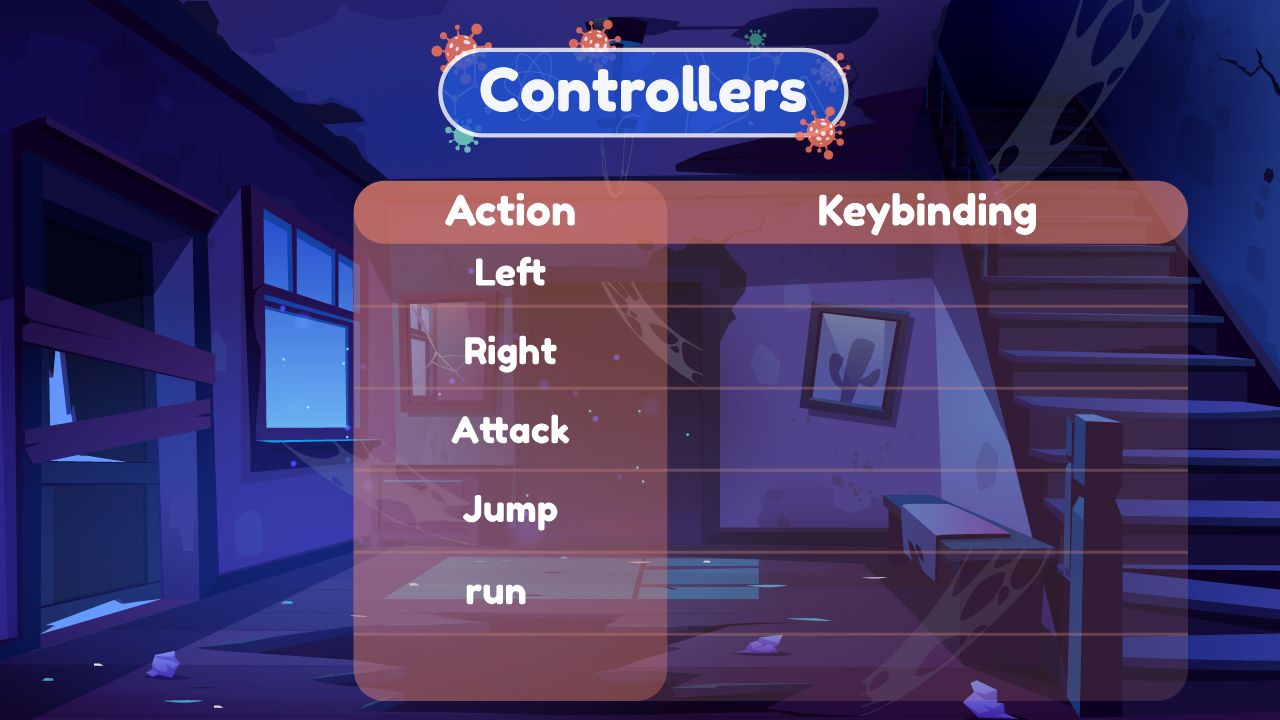 Controllers
Action Keybinding
Left
Right
Attack
Jump
run